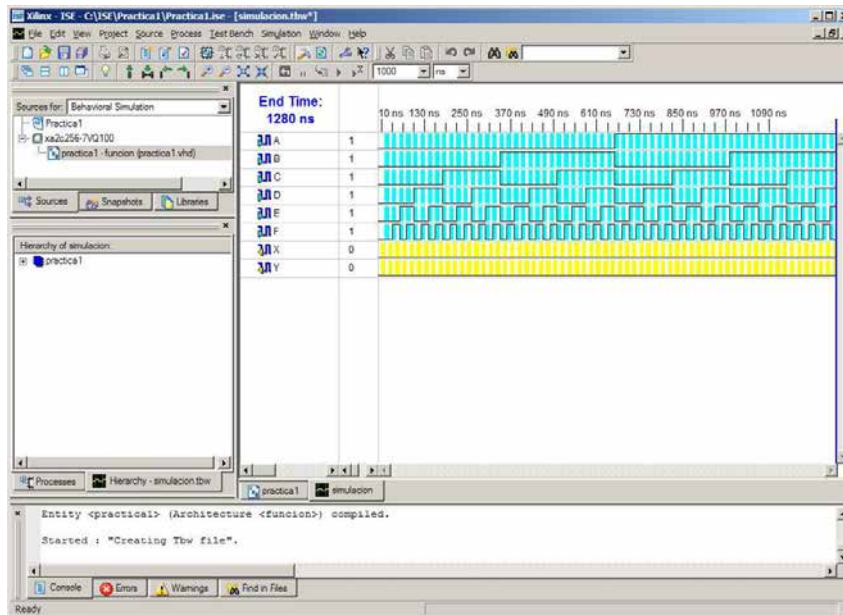 Xilinx - ISE - C:\ISE\Practica1\Practica1.ise - [simulacion.tbw*]
File Edit View Project Source Process Test Bench Simulation Window Help
1000 ns
Sources for: Behavioral Simulation
Practica1
xa2c256-7VQ100
practica1 - funcion (practica1.vhd)
Sources Snapshots Libraries
Hierarchy of simulacion:
practica1
Processes Hierarchy - simulacion.tbw
End Time:
1280 ns
10 ns 130 ns 250 ns 370 ns 490 ns 610 ns 730 ns 850 ns 970 ns 1090 ns
A 1
B 1
C 1
D 1
E 1
F 1
X 0
Y 0
practica1 simulacion
Entity <practica1> (Architecture <funcion>) compiled.
Started : "Creating Tbw file".
Console Errors Warnings Find in Files
Ready